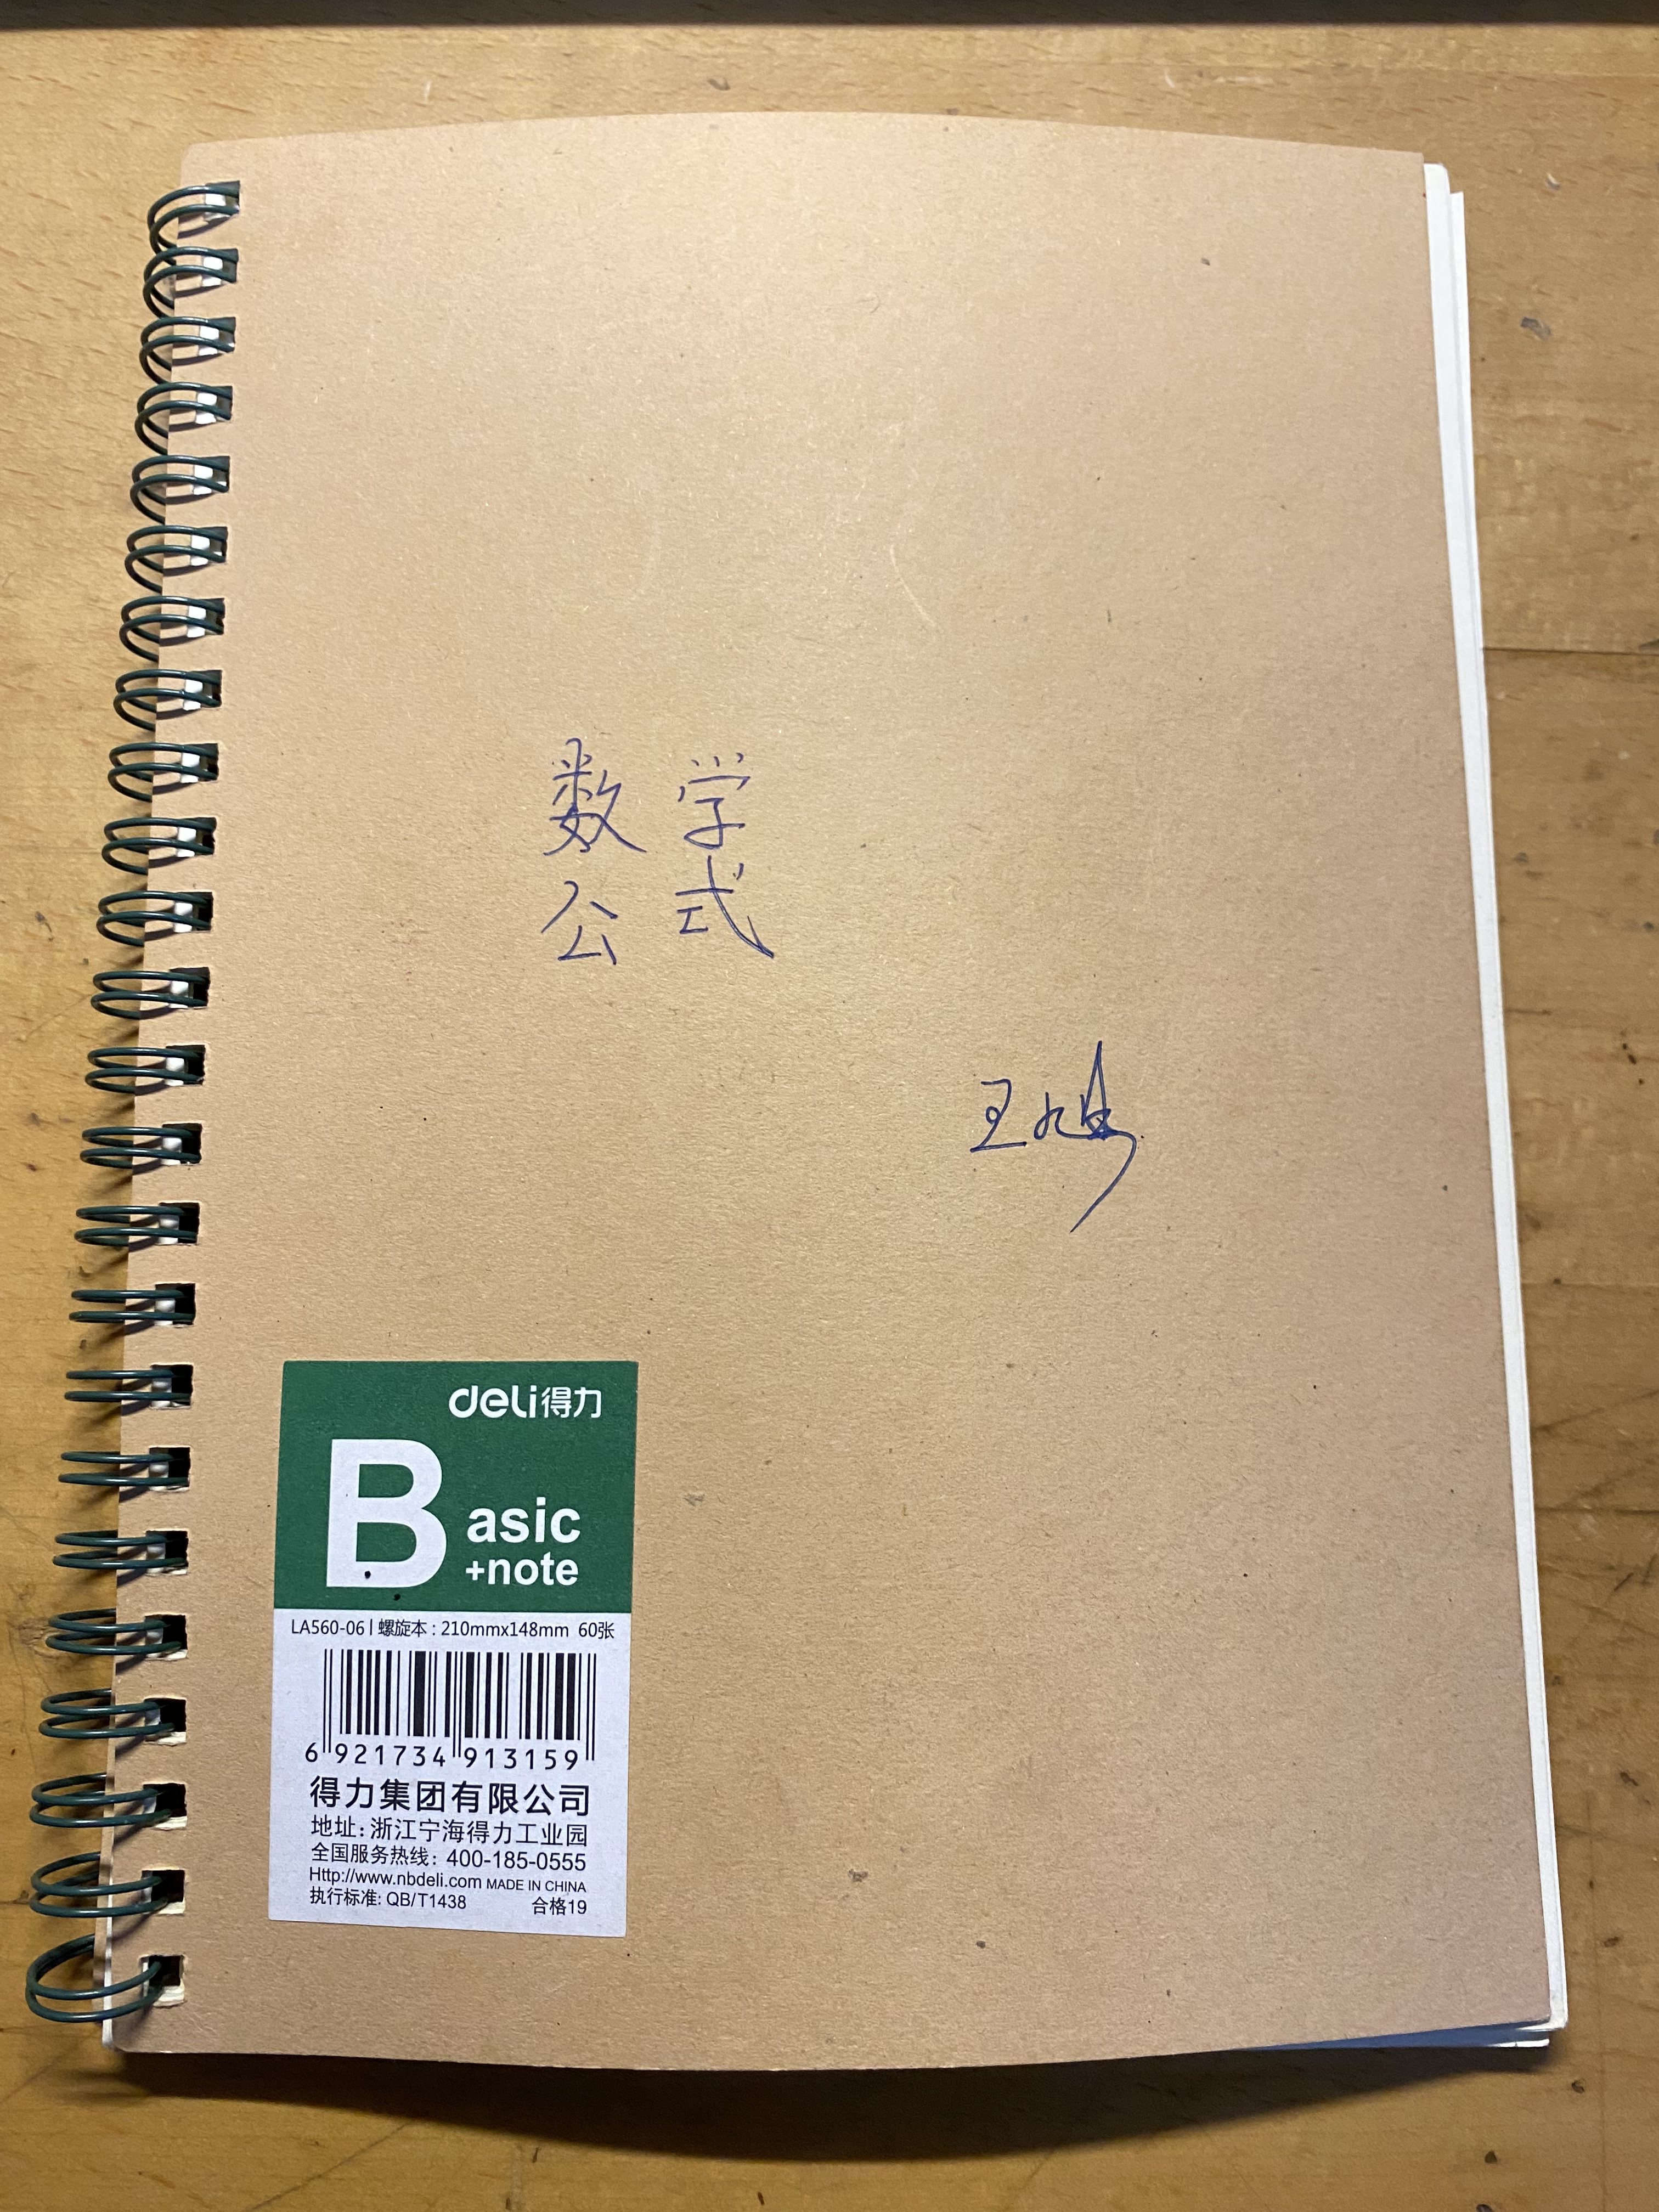 数学
公式
王旭
deli得力
Basic
+note
LA560-06 | 螺旋本：210mmx148mm 60张
6 921734 913159
得力集团有限公司
地址：浙江宁海得力工业园
全国服务热线：400-185-0555
Http://www.nbdeli.com MADE IN CHINA
执行标准: QB/T1438 合格19